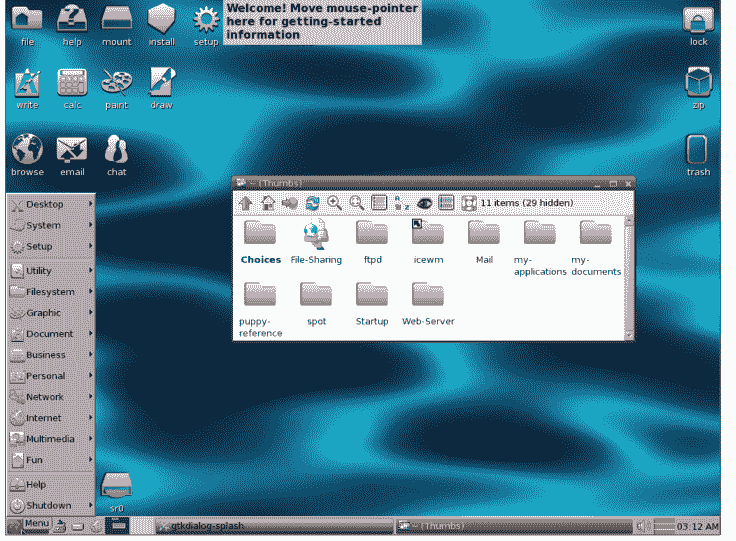 Welcome! Move mouse-pointer
here for getting-started
information
file help mount install setup
lock
write calc paint draw
zip
browse email chat
trash
~ (Thumbs)
A Z 11 items (29 hidden)
Choices File-Sharing ftpd icewm Mail my-applications my-documents
puppy-reference spot Startup Web-Server
Desktop
System
Setup
Utility
Filesystem
Graphic
Document
Business
Personal
Network
Internet
Multimedia
Fun
Help
Shutdown
sr0
Menu gtkdialog-splash ~ (Thumbs) 03:12 AM